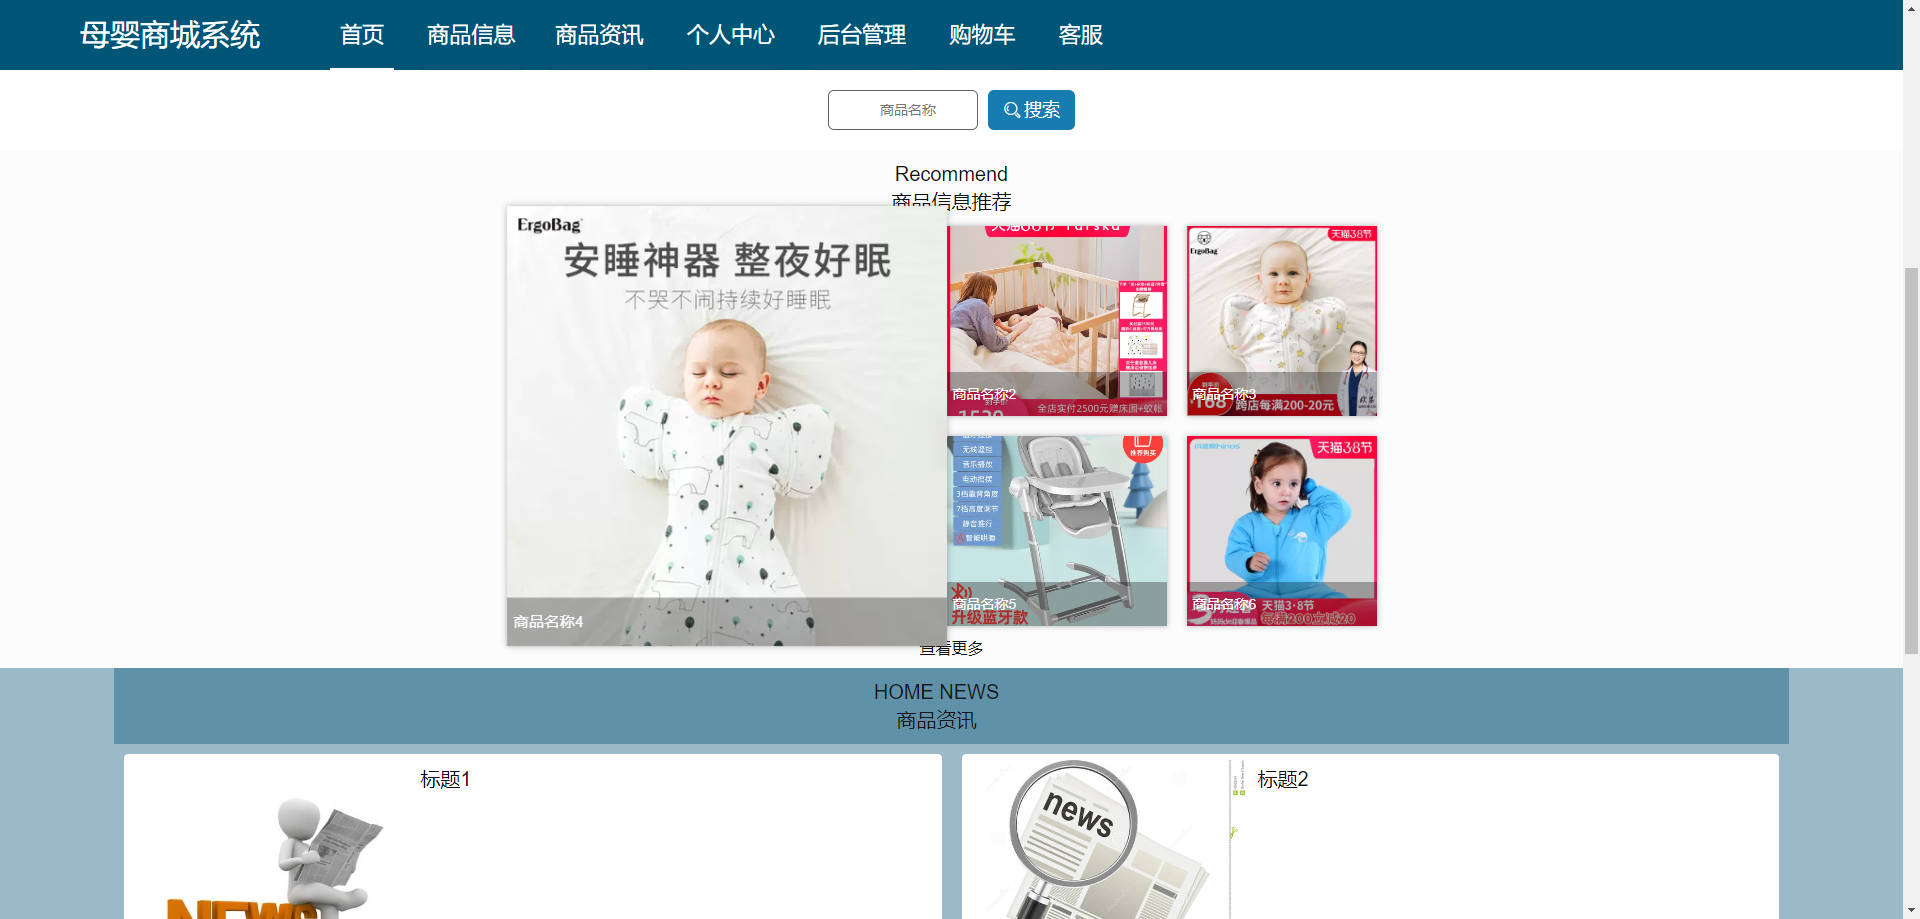 母婴商城系统
首页 商品信息 商品资讯 个人中心 后台管理 购物车 客服
商品名称 搜索
Recommend
商品信息推荐
ErgoBag
安睡神器 整夜好眠
不哭不闹持续好睡眠
商品名称4
商品名称2
全店实付2500元赠床围+蚊帐
天猫38节
ErgoBag
商品名称3
168
跨店每满200-20元
无线遥控
音乐播放
电动摇摆
3档靠背角度
7档高度调节
静音推行
智能哄娃
推荐购买
商品名称5
升级蓝牙款
天猫38节
商品名称6
天猫3·8节
每满200立减20
查看更多
HOME NEWS
商品资讯
标题1
NEWS
news
标题2